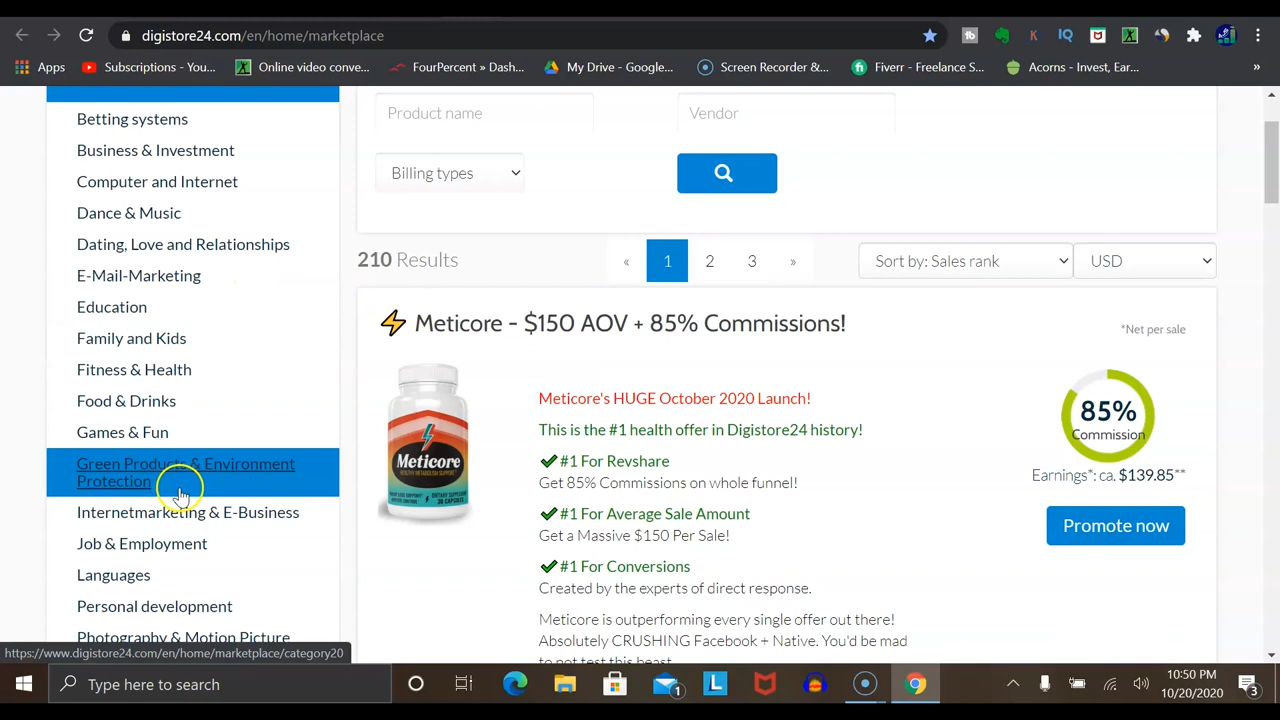 digistore24.com/en/home/marketplace
Apps
Subscriptions - You...
Online video conve...
FourPercent » Dash...
My Drive - Google...
Screen Recorder &...
Fiverr - Freelance S...
Acorns - Invest, Ear...
»
Betting systems
Business & Investment
Computer and Internet
Dance & Music
Dating, Love and Relationships
E-Mail-Marketing
Education
Family and Kids
Fitness & Health
Food & Drinks
Games & Fun
Green Products & Environment
Protection
Internetmarketing & E-Business
Job & Employment
Languages
Personal development
Photography & Motion Picture
https://www.digistore24.com/en/home/marketplace/category20
Product name
Vendor
Billing types
210 Results
« 1 2 3 »
Sort by: Sales rank
USD
Meticore - $150 AOV + 85% Commissions!
*Net per sale
Meticore
Meticore's HUGE October 2020 Launch!
This is the #1 health offer in Digistore24 history!
#1 For Revshare
Get 85% Commissions on whole funnel!
#1 For Average Sale Amount
Get a Massive $150 Per Sale!
#1 For Conversions
Created by the experts of direct response.
Meticore is outperforming every single offer out there!
Absolutely CRUSHING Facebook + Native. You'd be mad
to not test this beast.
85%
Commission
Earnings*: ca. $139.85**
Promote now
Type here to search
10:50 PM
10/20/2020